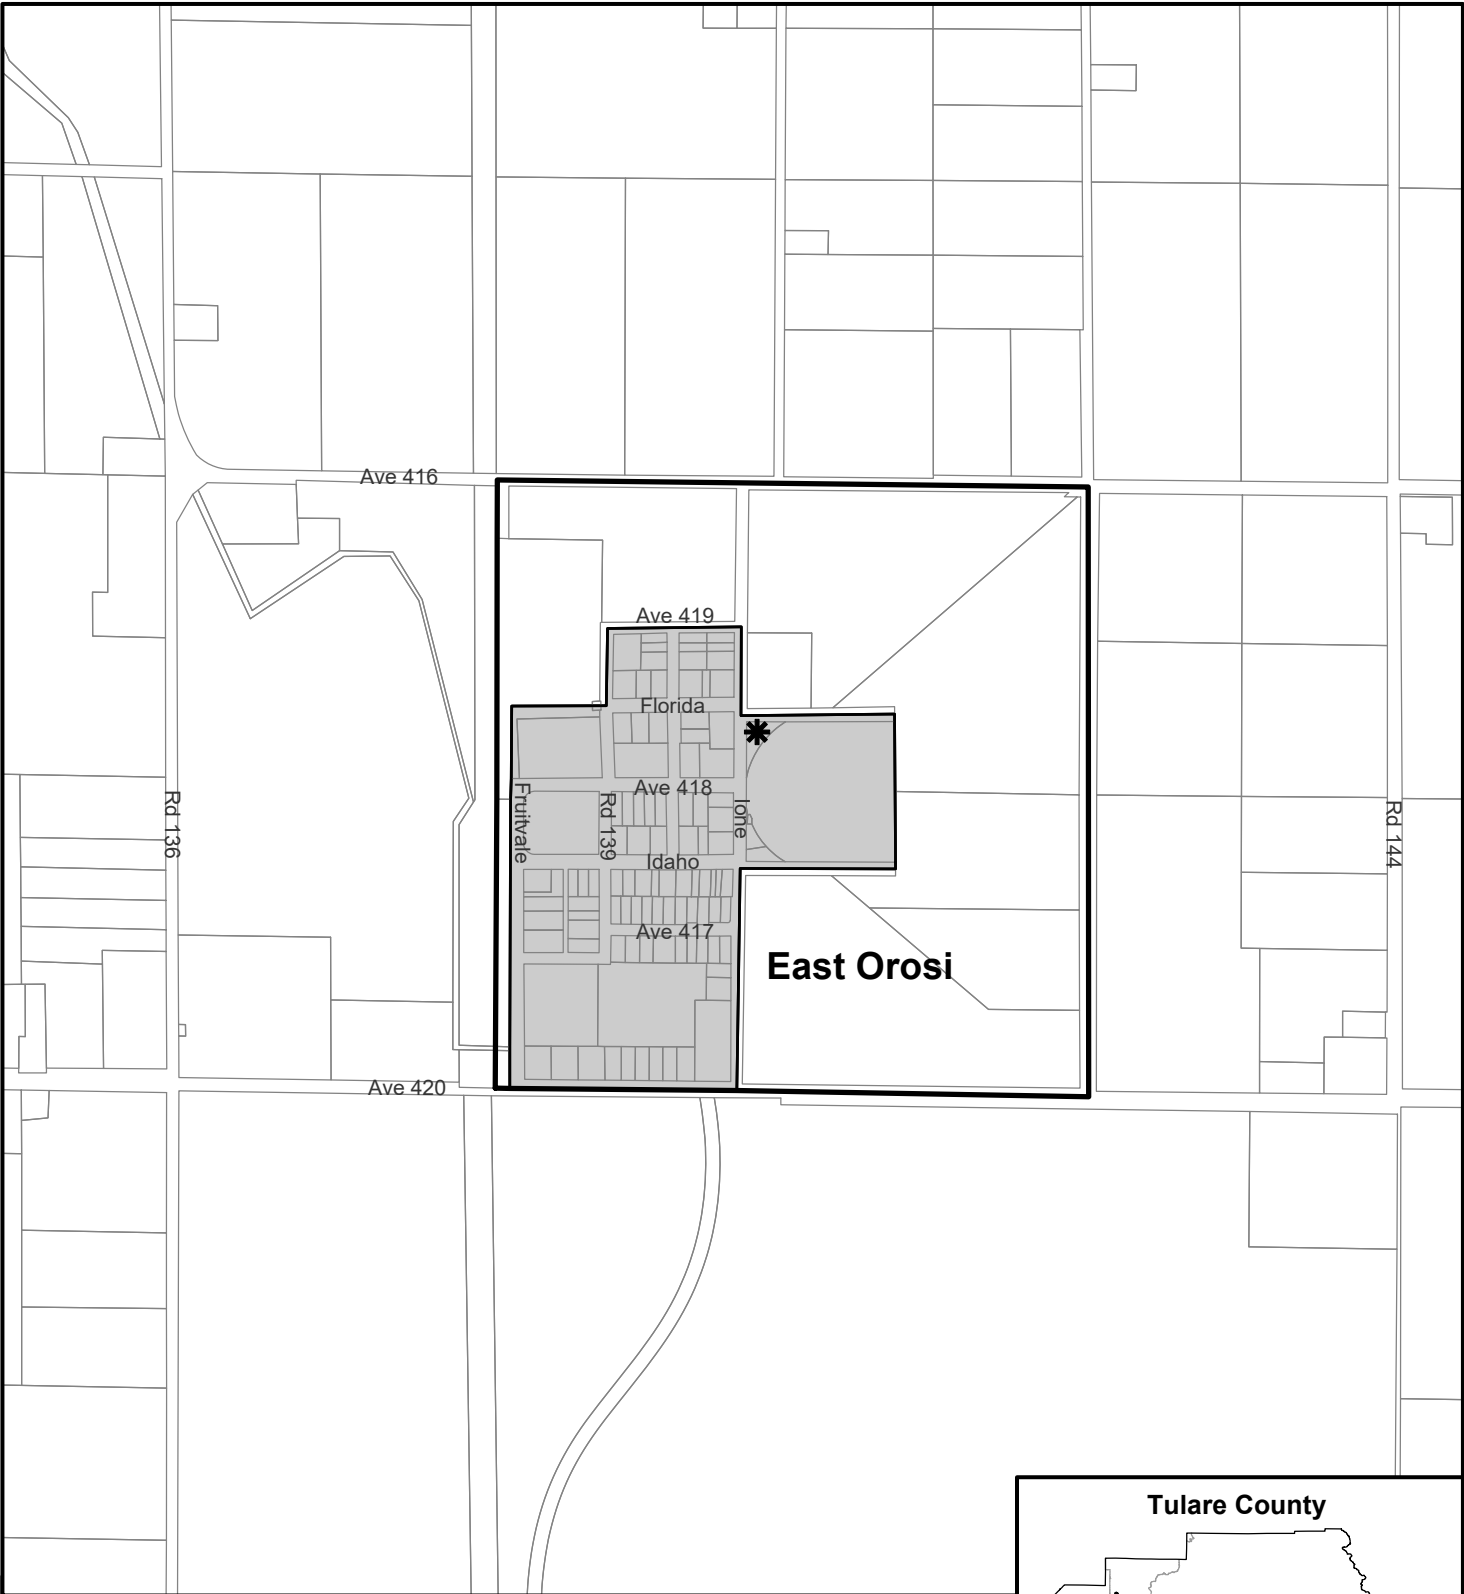 Ave 416
Ave 419
Florida
Ave 418
Fruitvale
Rd 139
Ione
Rd 136
Rd 144
Idaho
Ave 417
East Orosi
Ave 420
Tulare County